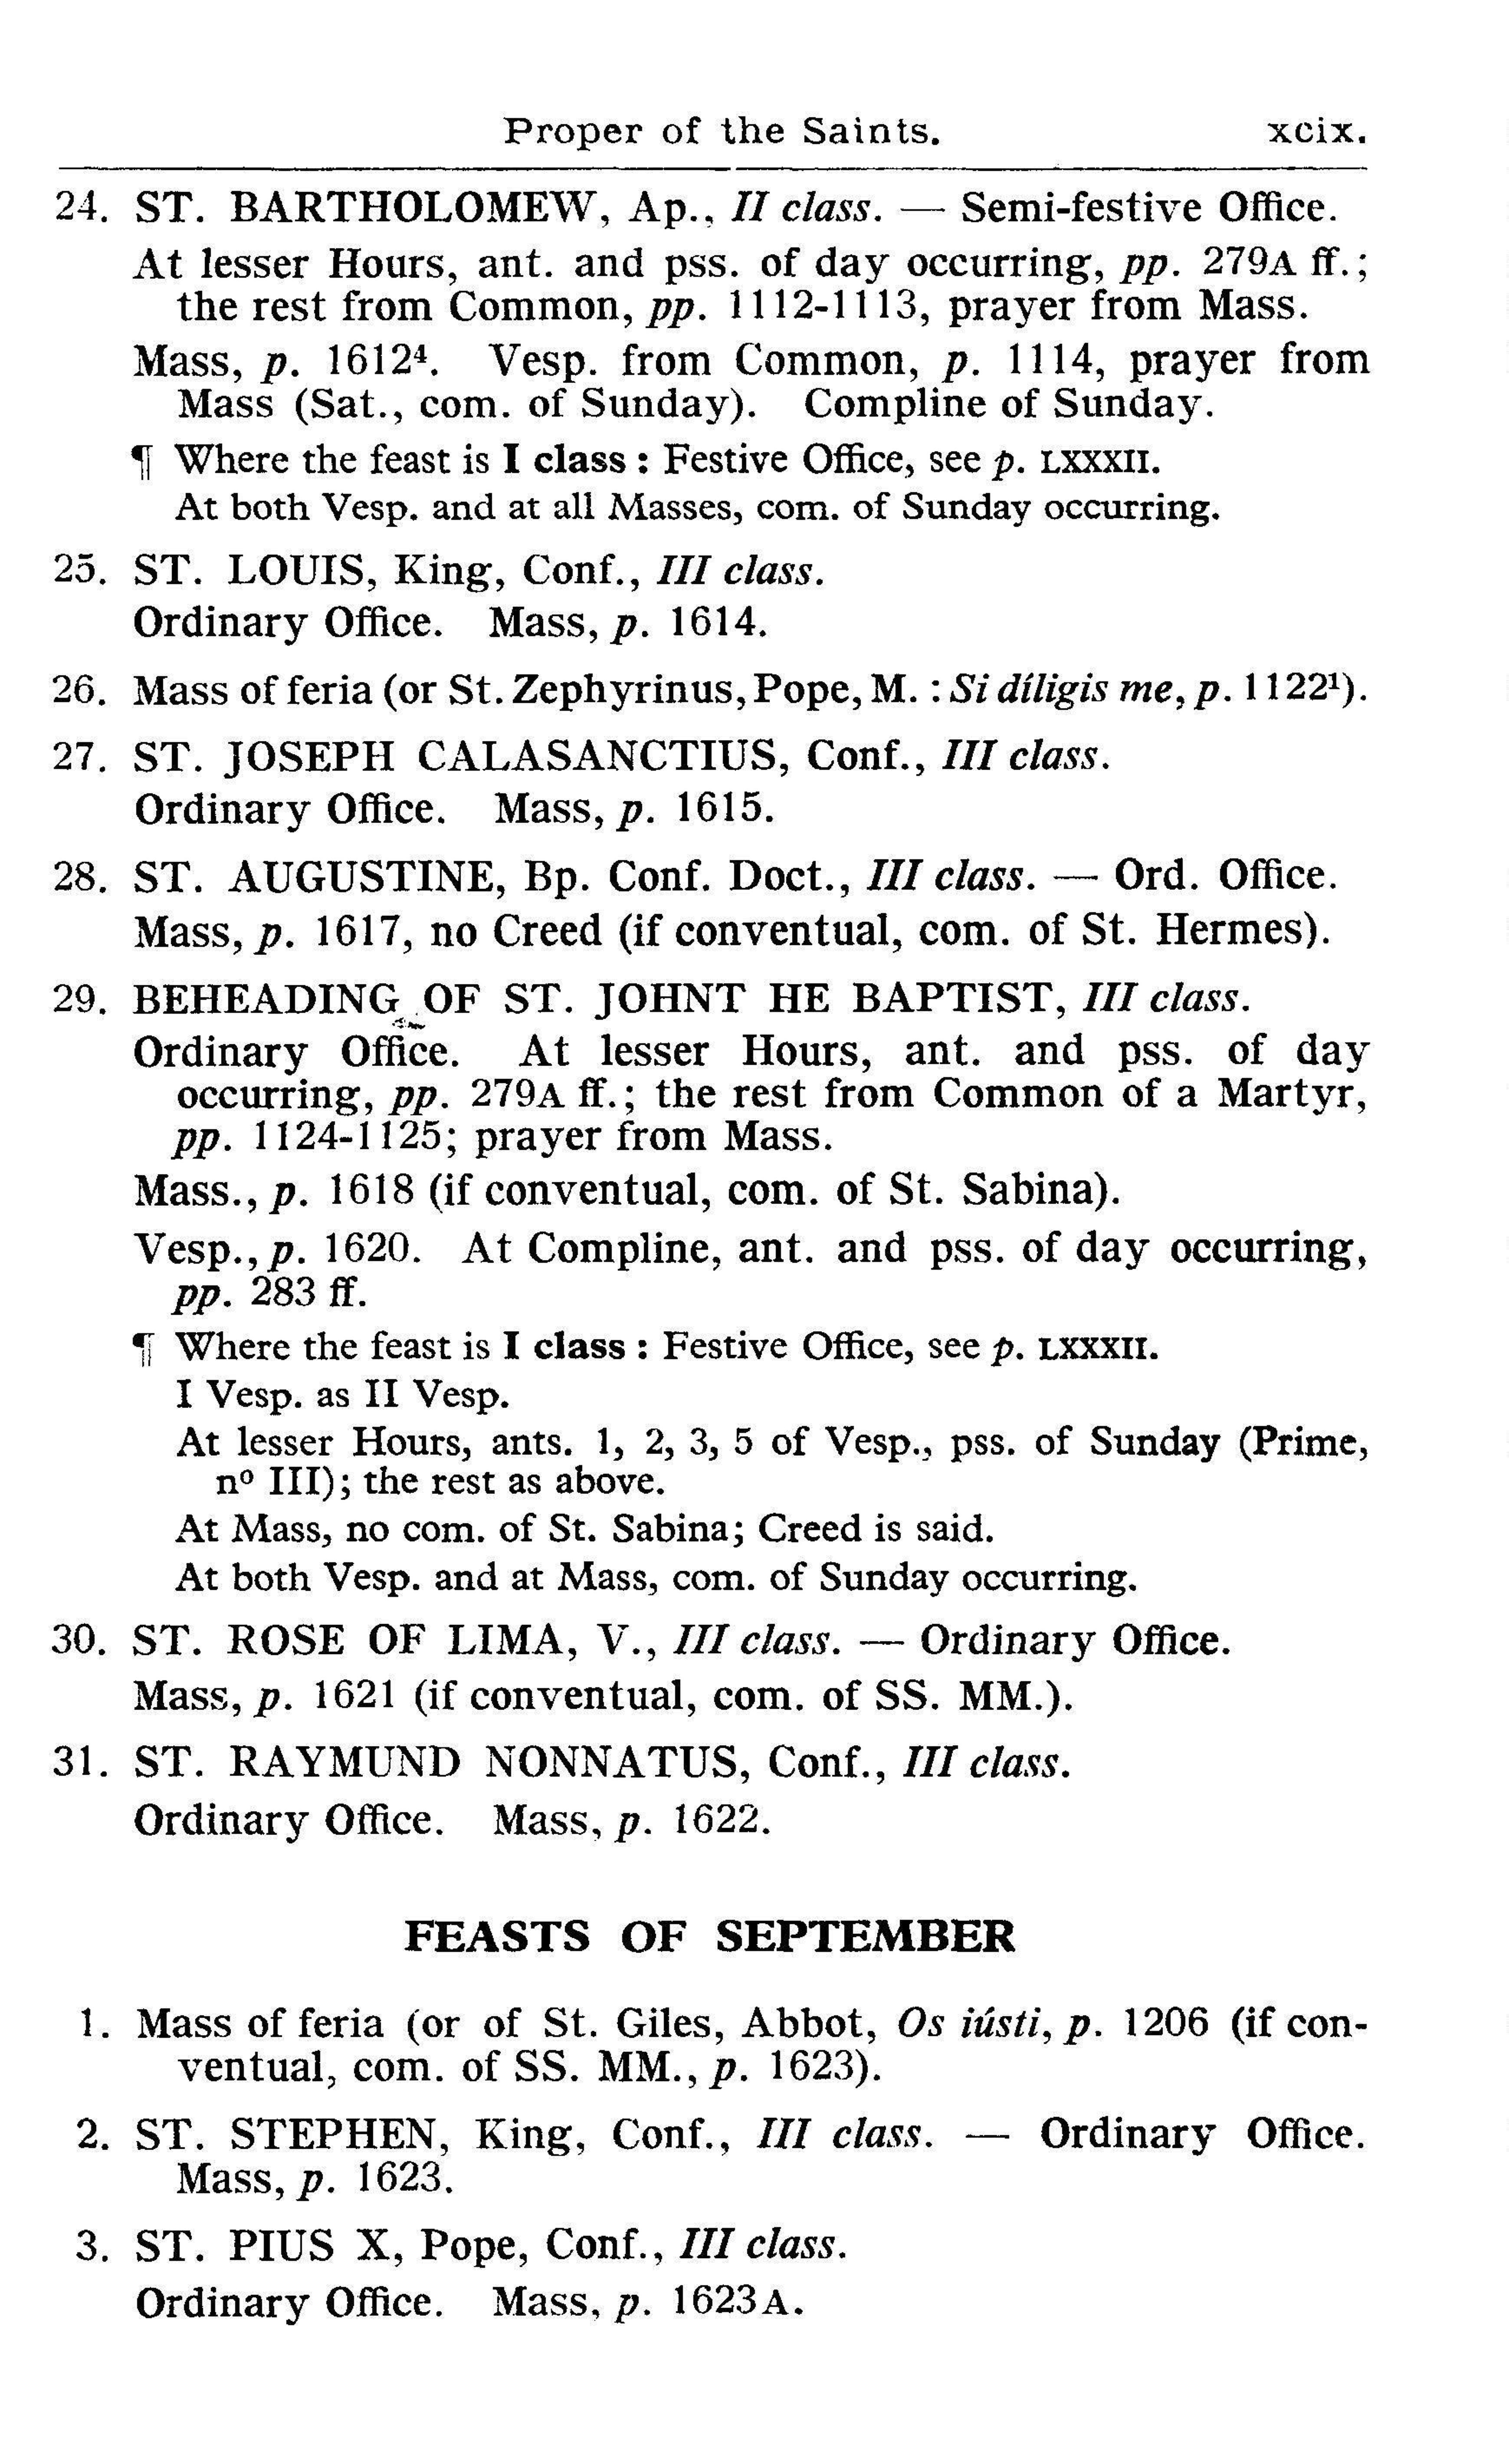 Proper of the Saints. xcix.
24. ST. BARTHOLOMEW, Ap., II class. — Semi-festive Office.
At lesser Hours, ant. and pss. of day occurring, pp. 279A ff.;
the rest from Common, pp. 1112-1113, prayer from Mass.
Mass, p. 1612⁴. Vesp. from Common, p. 1114, prayer from
Mass (Sat., com. of Sunday). Compline of Sunday.
¶ Where the feast is I class : Festive Office, see p. LXXXII.
At both Vesp. and at all Masses, com. of Sunday occurring.
25. ST. LOUIS, King, Conf., III class.
Ordinary Office. Mass, p. 1614.
26. Mass of feria (or St. Zephyrinus, Pope, M. : Si díligis me, p. 1122¹).
27. ST. JOSEPH CALASANCTIUS, Conf., III class.
Ordinary Office. Mass, p. 1615.
28. ST. AUGUSTINE, Bp. Conf. Doct., III class. — Ord. Office.
Mass, p. 1617, no Creed (if conventual, com. of St. Hermes).
29. BEHEADING OF ST. JOHNT HE BAPTIST, III class.
Ordinary Office. At lesser Hours, ant. and pss. of day
occurring, pp. 279A ff.; the rest from Common of a Martyr,
pp. 1124-1125; prayer from Mass.
Mass., p. 1618 (if conventual, com. of St. Sabina).
Vesp., p. 1620. At Compline, ant. and pss. of day occurring,
pp. 283 ff.
¶ Where the feast is I class : Festive Office, see p. LXXXII.
I Vesp. as II Vesp.
At lesser Hours, ants. 1, 2, 3, 5 of Vesp., pss. of Sunday (Prime,
nº III); the rest as above.
At Mass, no com. of St. Sabina; Creed is said.
At both Vesp. and at Mass, com. of Sunday occurring.
30. ST. ROSE OF LIMA, V., III class. — Ordinary Office.
Mass, p. 1621 (if conventual, com. of SS. MM.).
31. ST. RAYMUND NONNATUS, Conf., III class.
Ordinary Office. Mass, p. 1622.
FEASTS OF SEPTEMBER
1. Mass of feria (or of St. Giles, Abbot, Os iústi, p. 1206 (if con-
ventual, com. of SS. MM., p. 1623).
2. ST. STEPHEN, King, Conf., III class. — Ordinary Office.
Mass, p. 1623.
3. ST. PIUS X, Pope, Conf., III class.
Ordinary Office. Mass, p. 1623A.